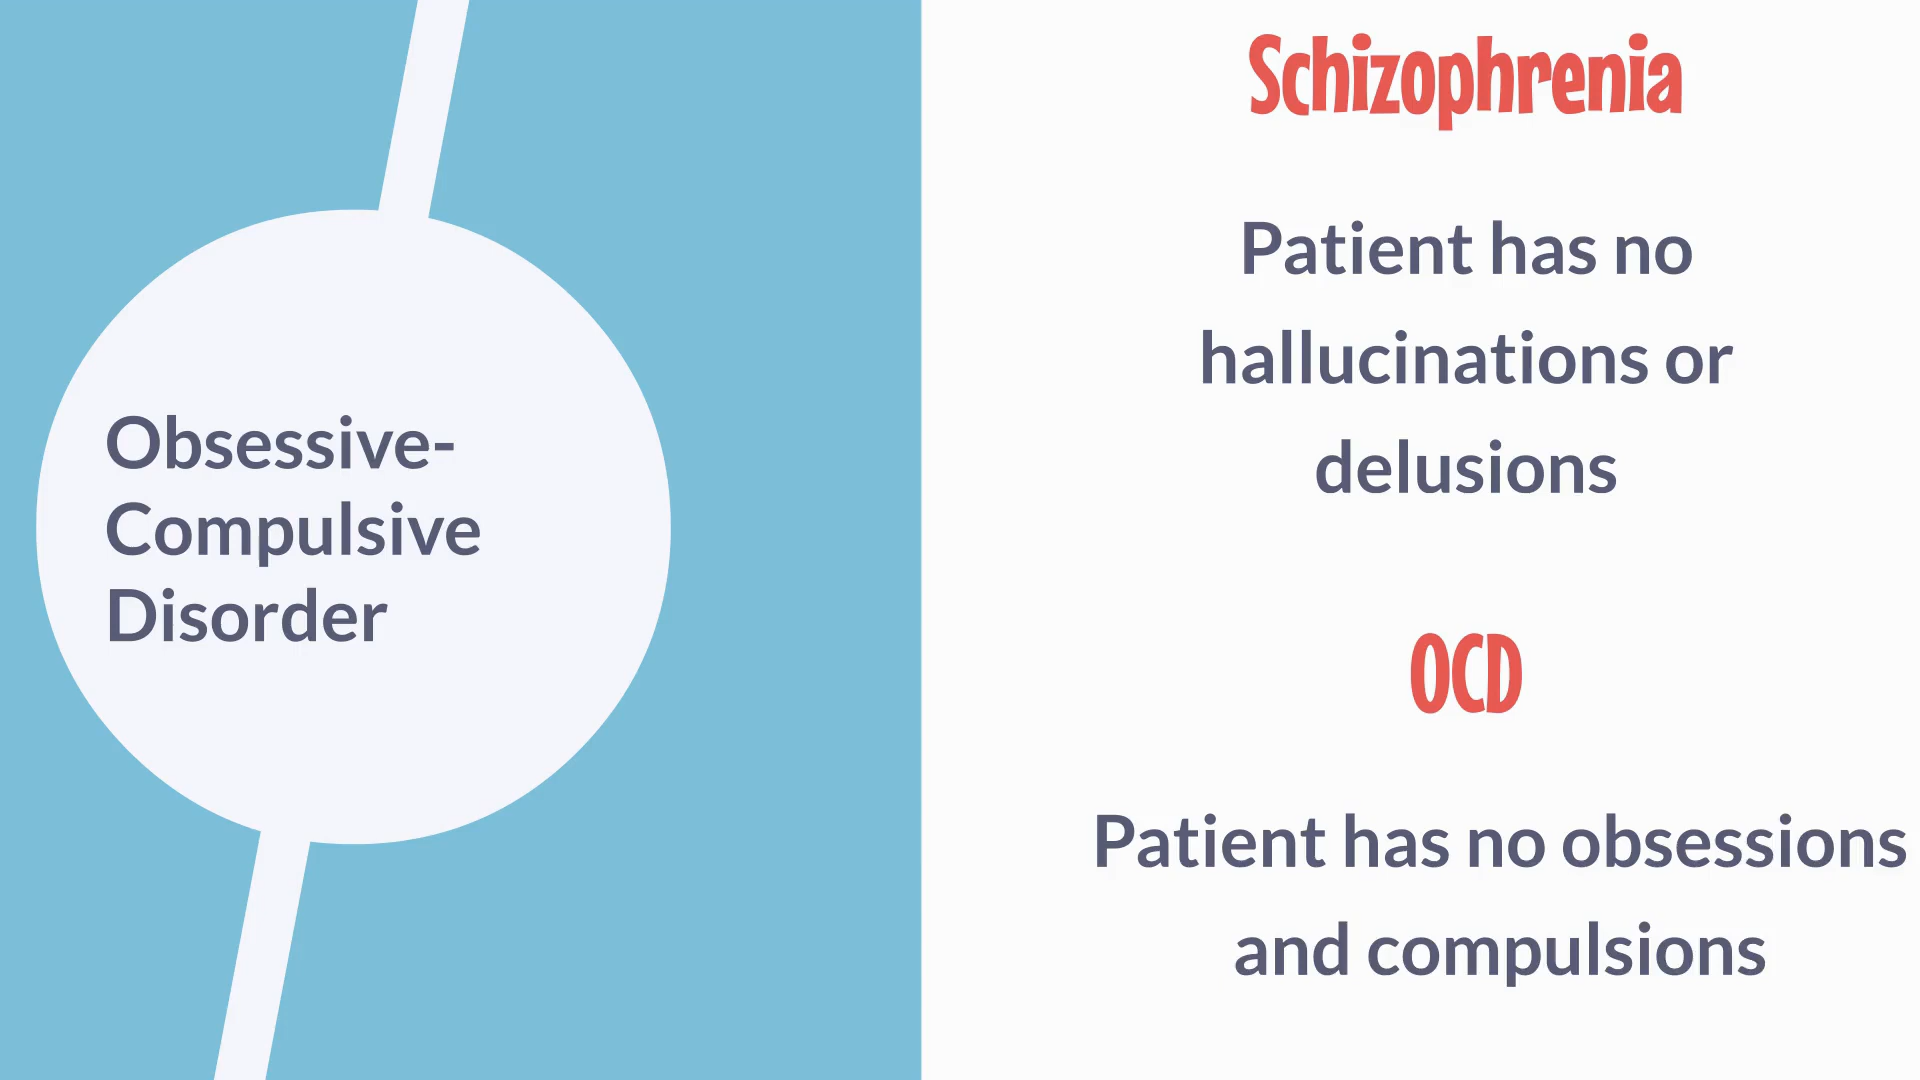 Obsessive-
Compulsive
Disorder
Schizophrenia
Patient has no
hallucinations or
delusions
OCD
Patient has no obsessions
and compulsions